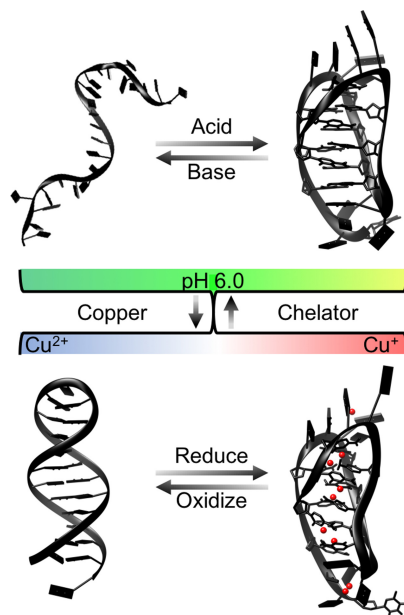 Acid
Base
pH 6.0
Copper Chelator
Cu²⁺ Cu⁺
Reduce
Oxidize